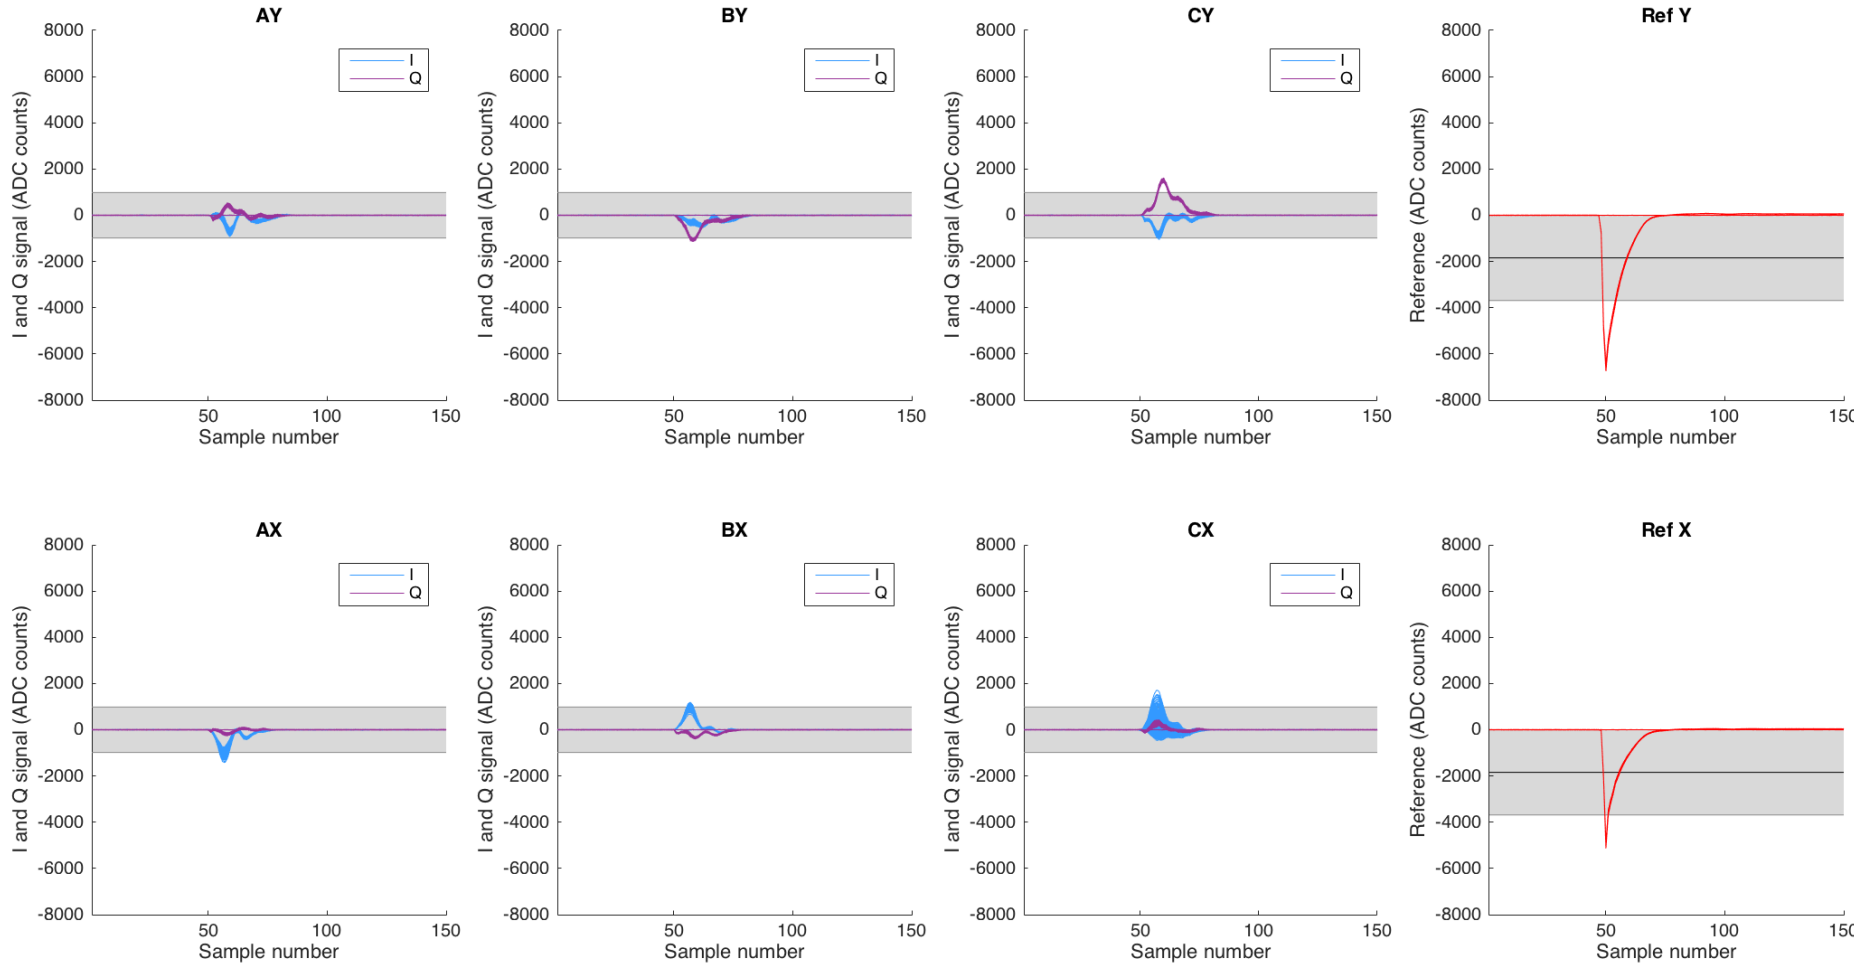 AY
8000
6000
4000
2000
0
-2000
-4000
-6000
-8000
50
100
150
Sample number
I and Q signal (ADC counts)
I
Q
BY
8000
6000
4000
2000
0
-2000
-4000
-6000
-8000
50
100
150
Sample number
I and Q signal (ADC counts)
I
Q
CY
8000
6000
4000
2000
0
-2000
-4000
-6000
-8000
50
100
150
Sample number
I and Q signal (ADC counts)
I
Q
Ref Y
8000
6000
4000
2000
0
-2000
-4000
-6000
-8000
50
100
150
Sample number
Reference (ADC counts)
AX
8000
6000
4000
2000
0
-2000
-4000
-6000
-8000
50
100
150
Sample number
I and Q signal (ADC counts)
I
Q
BX
8000
6000
4000
2000
0
-2000
-4000
-6000
-8000
50
100
150
Sample number
I and Q signal (ADC counts)
I
Q
CX
8000
6000
4000
2000
0
-2000
-4000
-6000
-8000
50
100
150
Sample number
I and Q signal (ADC counts)
I
Q
Ref X
8000
6000
4000
2000
0
-2000
-4000
-6000
-8000
50
100
150
Sample number
Reference (ADC counts)